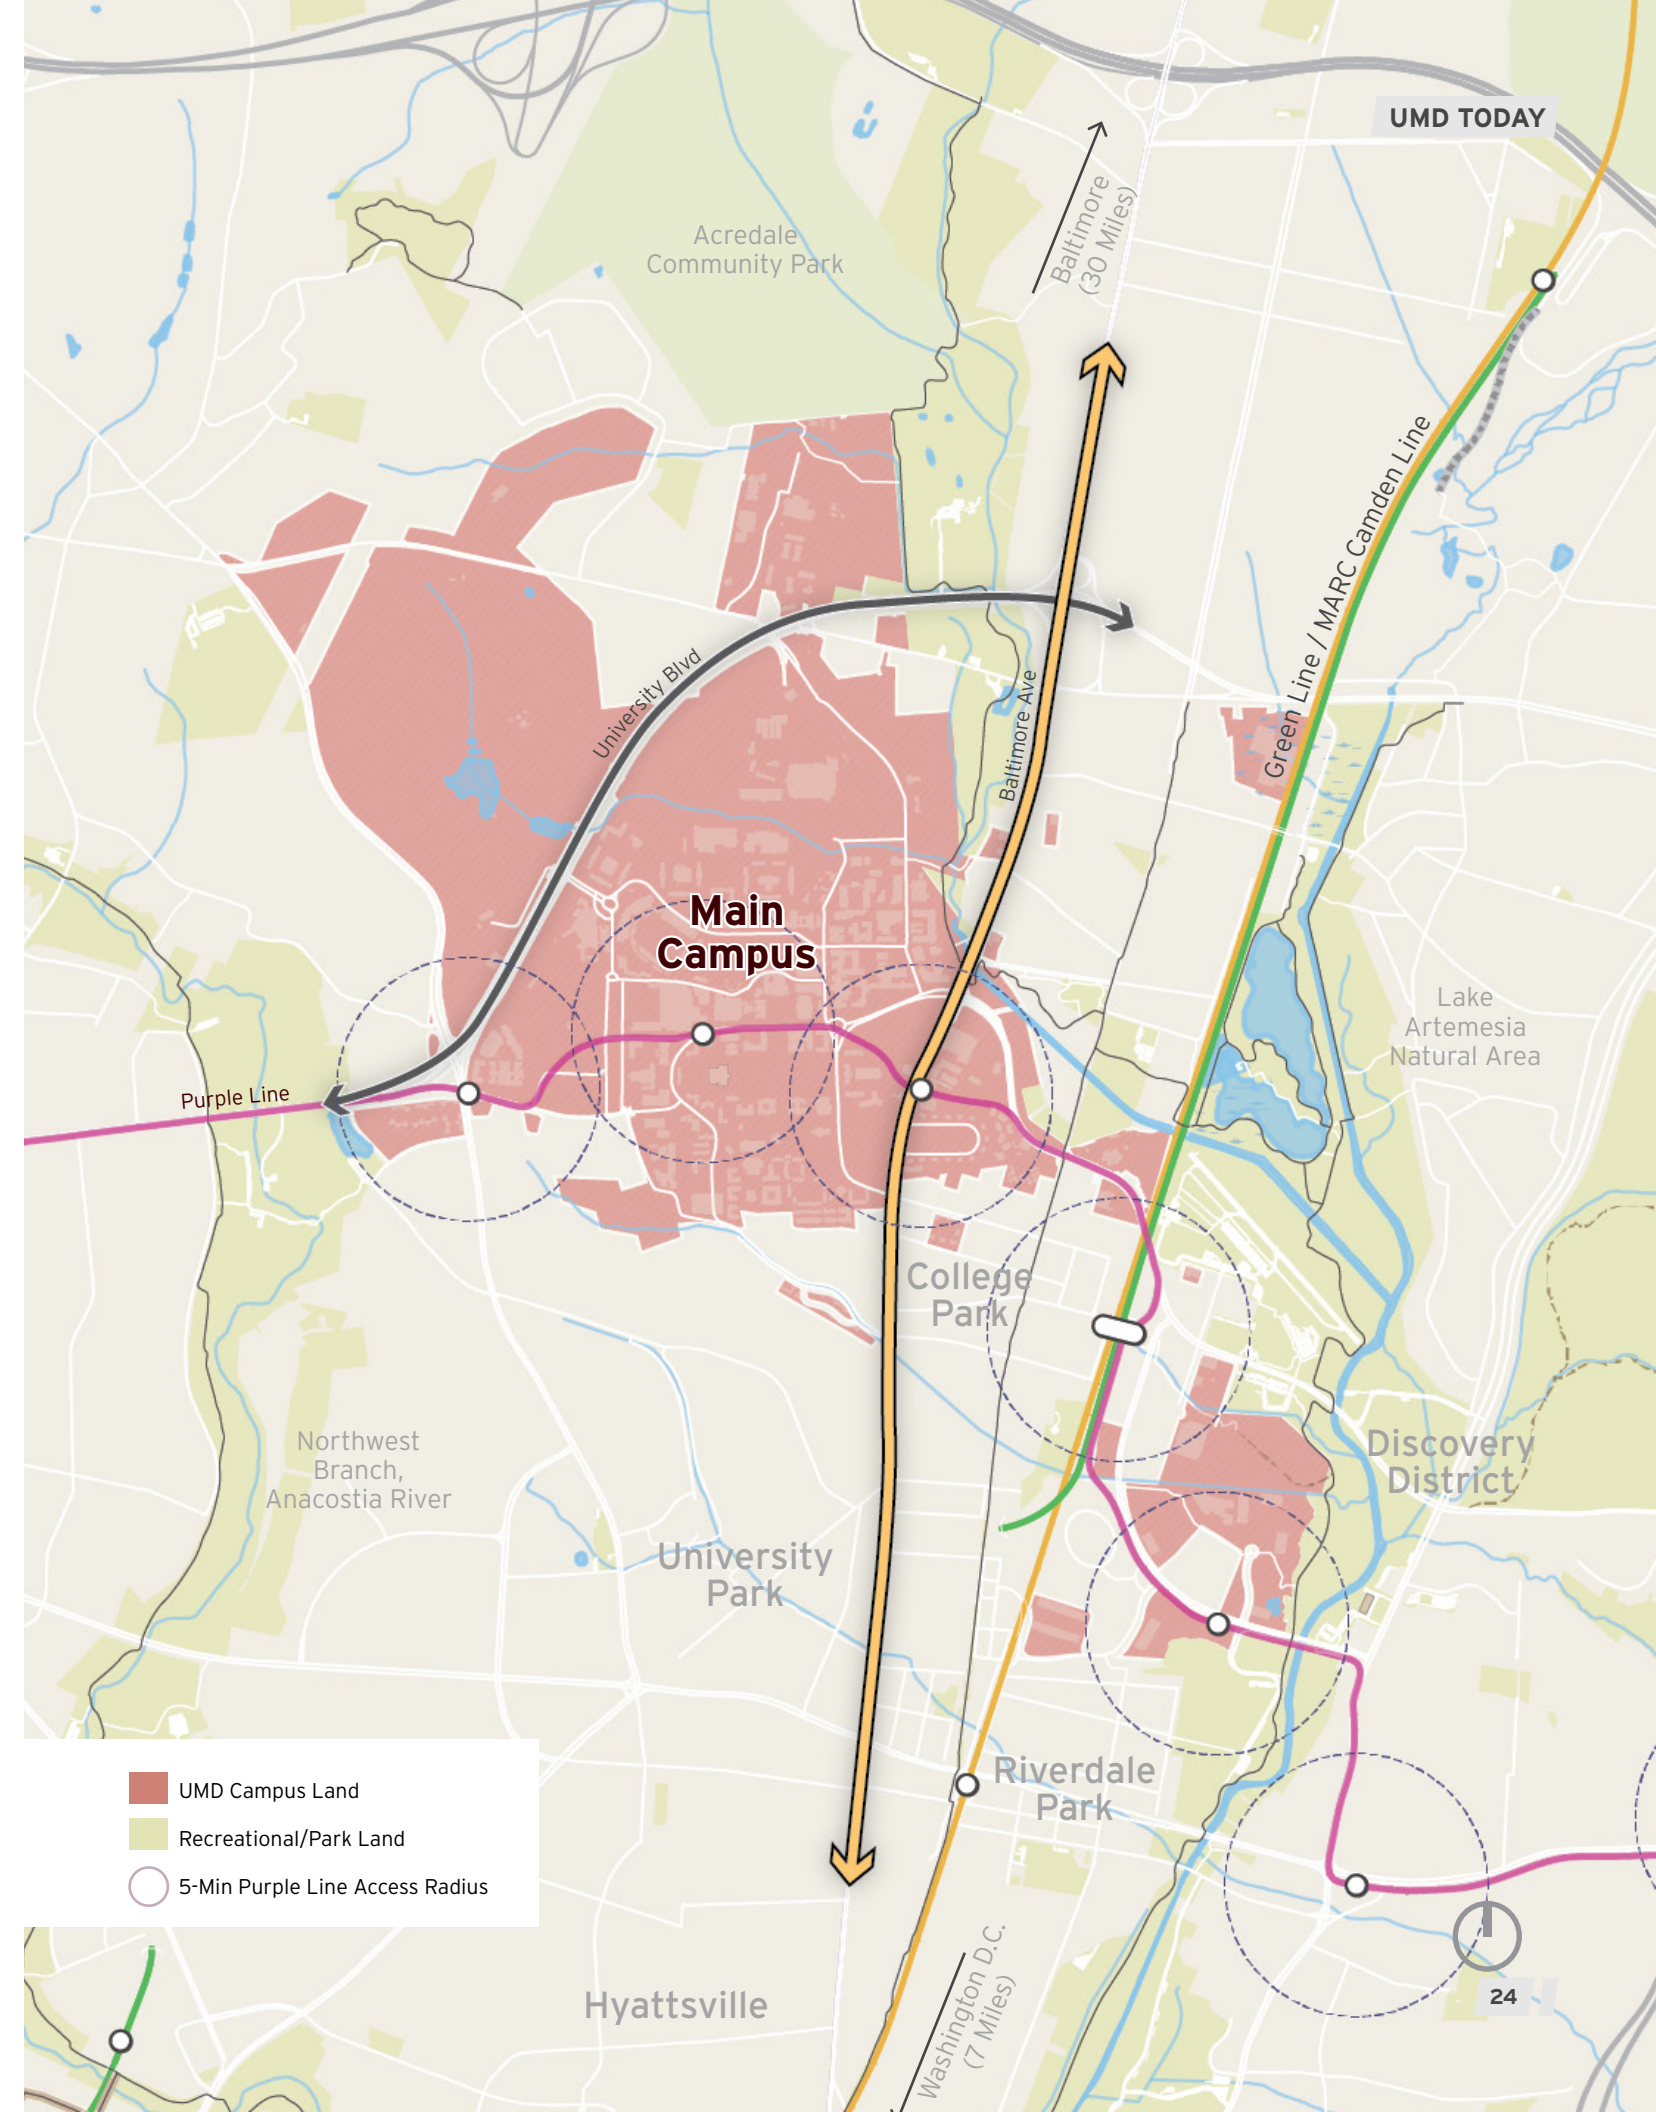 UMD TODAY
Baltimore
(30 Miles)
Acredale
Community Park
Green Line / MARC Camden Line
University Blvd
Baltimore Ave
Main
Campus
Lake
Artemesia
Natural Area
Purple Line
College
Park
Northwest
Branch,
Anacostia River
Discovery
District
University
Park
Riverdale
Park
UMD Campus Land
Recreational/Park Land
5-Min Purple Line Access Radius
Hyattsville
Washington D.C.
(7 Miles)
24